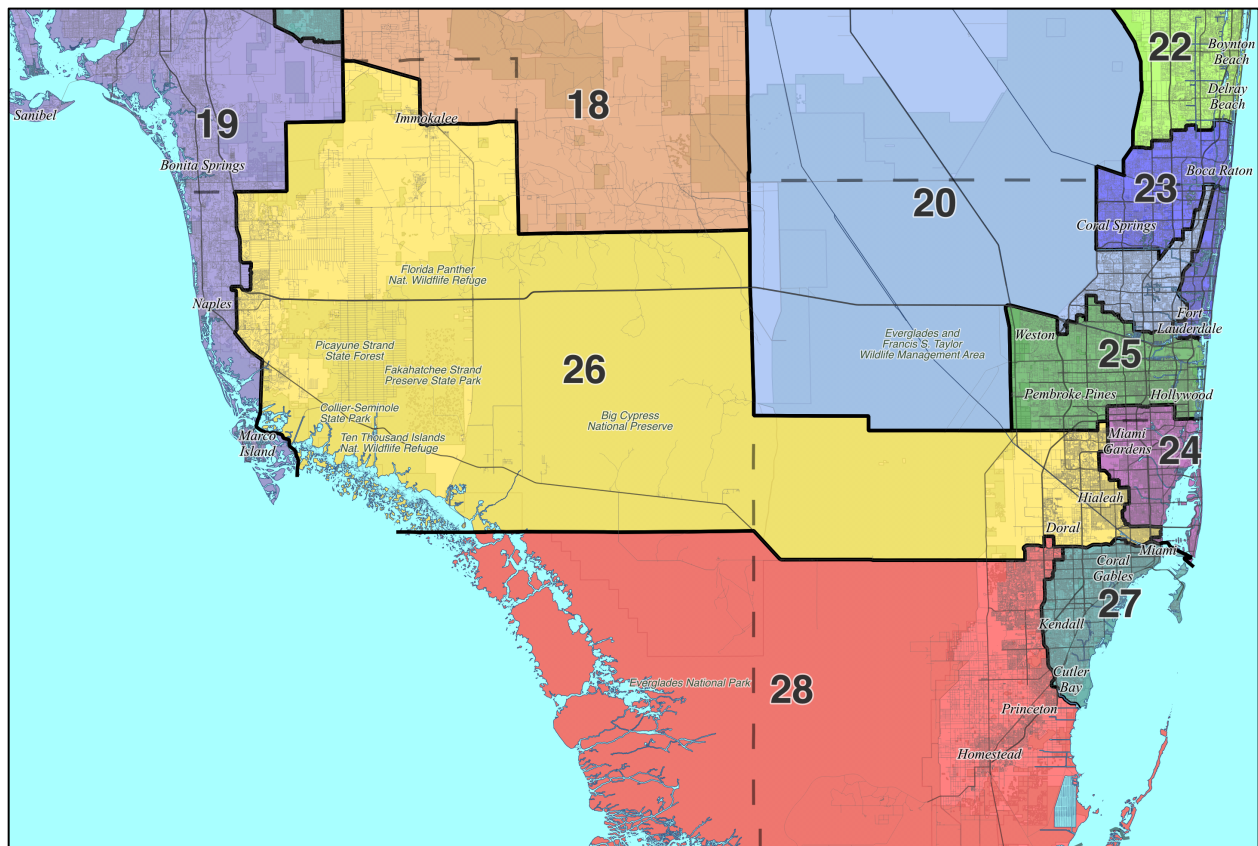 22
Boynton
Beach
Delray
Beach
Sanibel
19
18
Immokalee
Bonita Springs
Boca Raton
23
20
Coral Springs
Florida Panther
Nat. Wildlife Refuge
Naples
Fort
Lauderdale
Weston
Everglades and
Francis S. Taylor
Wildlife Management Area
Picayune Strand
State Forest
25
26
Fakahatchee Strand
Preserve State Park
Pembroke Pines
Hollywood
Collier-Seminole
State Park
Big Cypress
National Preserve
Marco
Island
Ten Thousand Islands
Nat. Wildlife Refuge
Miami
Gardens
24
Hialeah
Doral
Miami
Coral
Gables
27
Kendall
Cutler
Bay
Everglades National Park
28
Princeton
Homestead